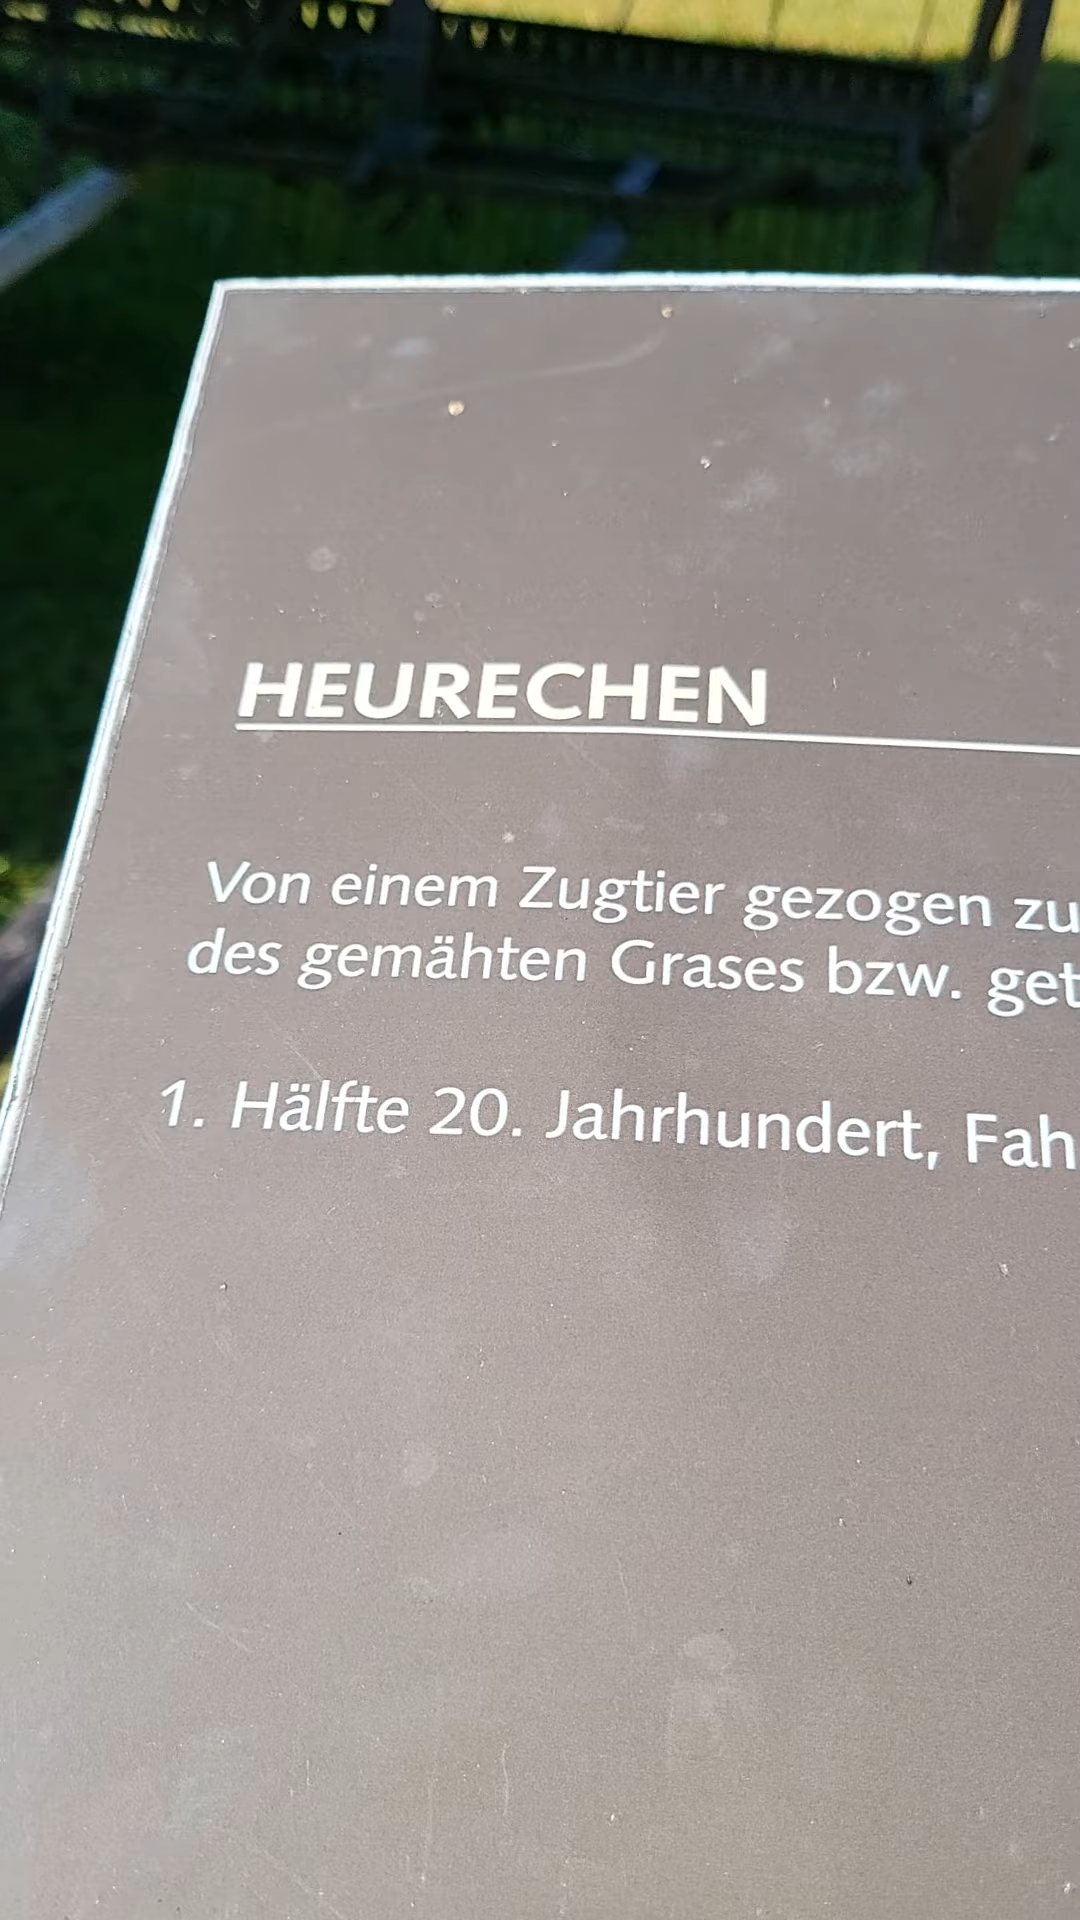 HEURECHEN
Von einem Zugtier gezogen zu
des gemähten Grases bzw. get
1. Hälfte 20. Jahrhundert, Fah